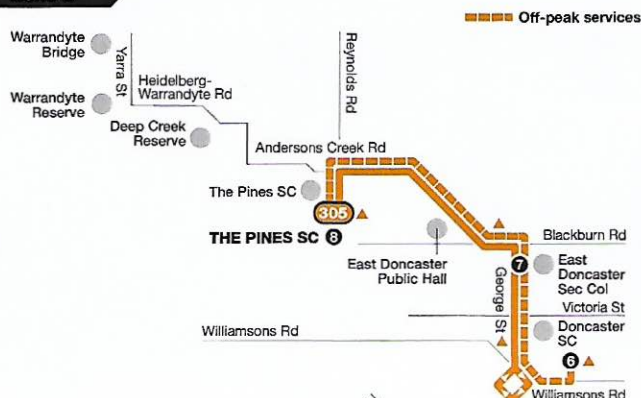 Off-peak services
Warrandyte
Bridge
Yarra St
Heidelberg-
Warrandyte Rd
Reynolds Rd
Warrandyte
Reserve
Deep Creek
Reserve
Andersons Creek Rd
The Pines SC
305
THE PINES SC 8
East Doncaster
Public Hall
Blackburn Rd
7
East
Doncaster
Sec Col
George St
Victoria St
Williamsons Rd
Doncaster
SC
6
Williamsons Rd